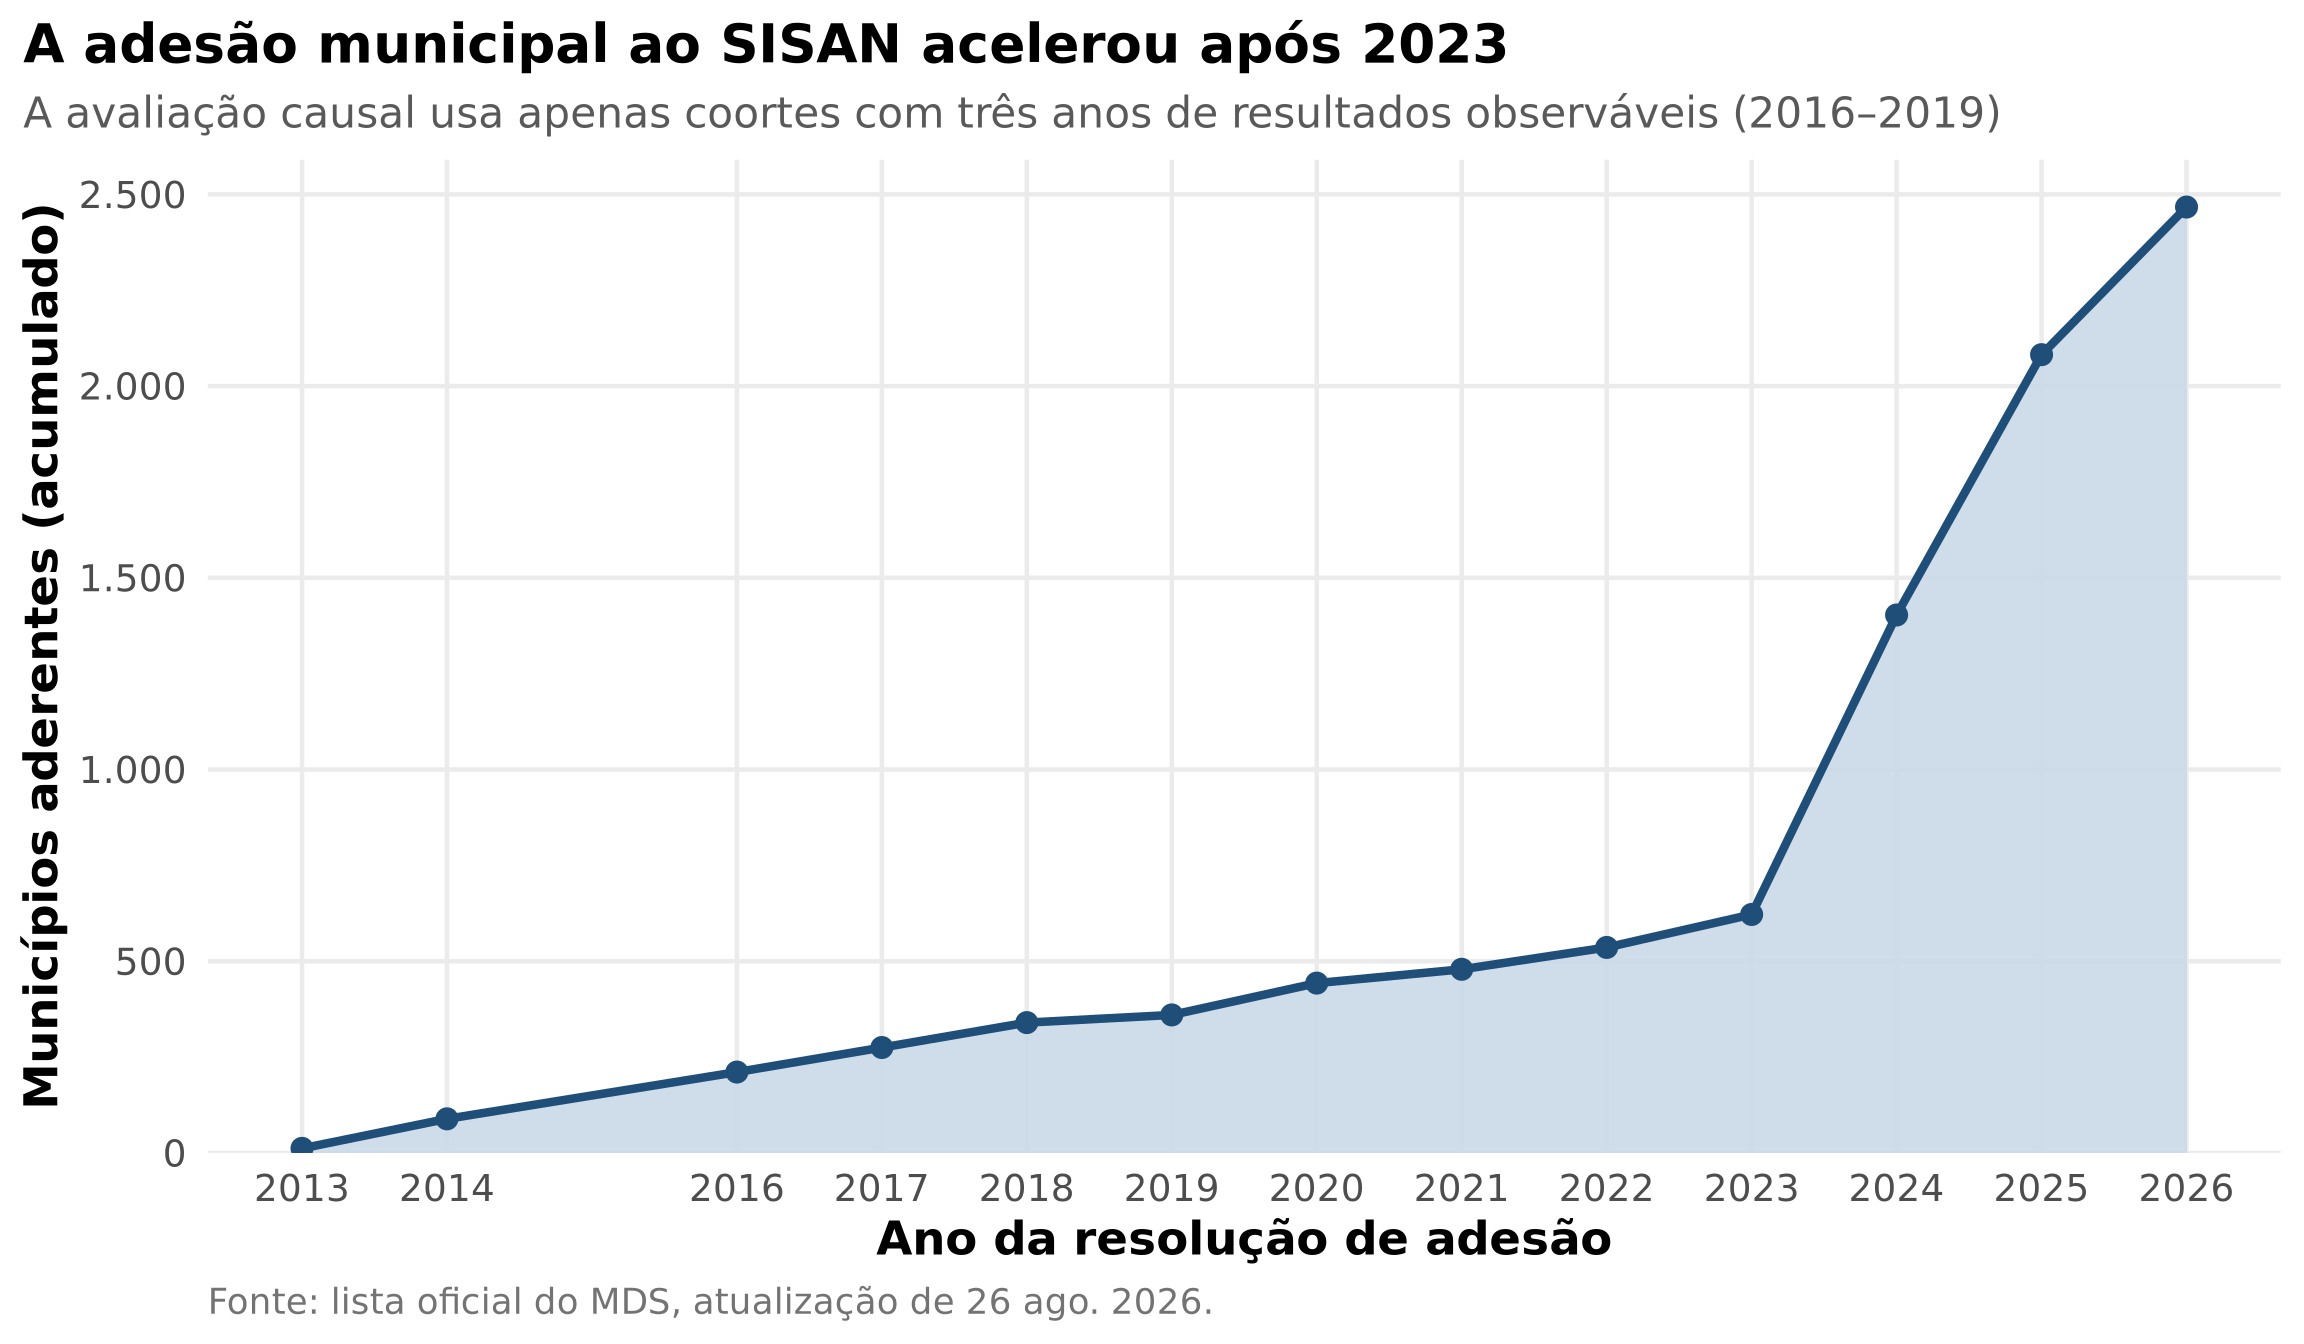 A adesão municipal ao SISAN acelerou após 2023
A avaliação causal usa apenas coortes com três anos de resultados observáveis (2016–2019)
Municípios aderentes (acumulado)
2.500
2.000
1.500
1.000
500
0
2013 2014 2016 2017 2018 2019 2020 2021 2022 2023 2024 2025 2026
Ano da resolução de adesão
Fonte: lista oficial do MDS, atualização de 26 ago. 2026.